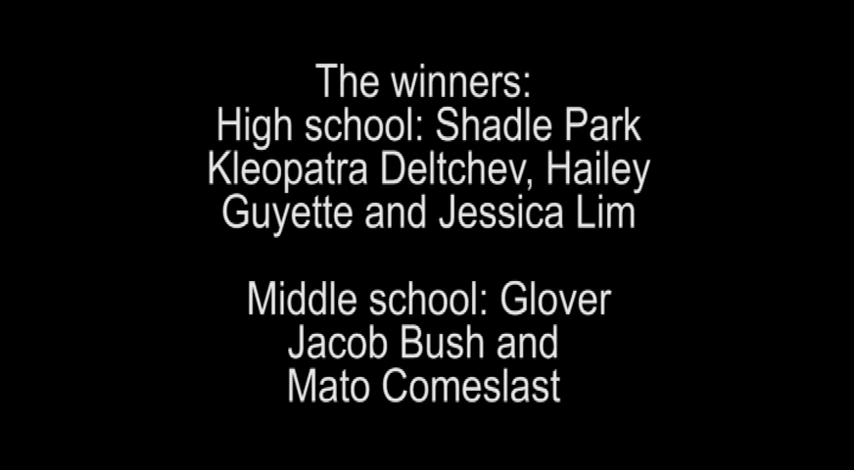 The winners:
High school: Shadle Park
Kleopatra Deltchev, Hailey
Guyette and Jessica Lim
Middle school: Glover
Jacob Bush and
Mato Comeslast